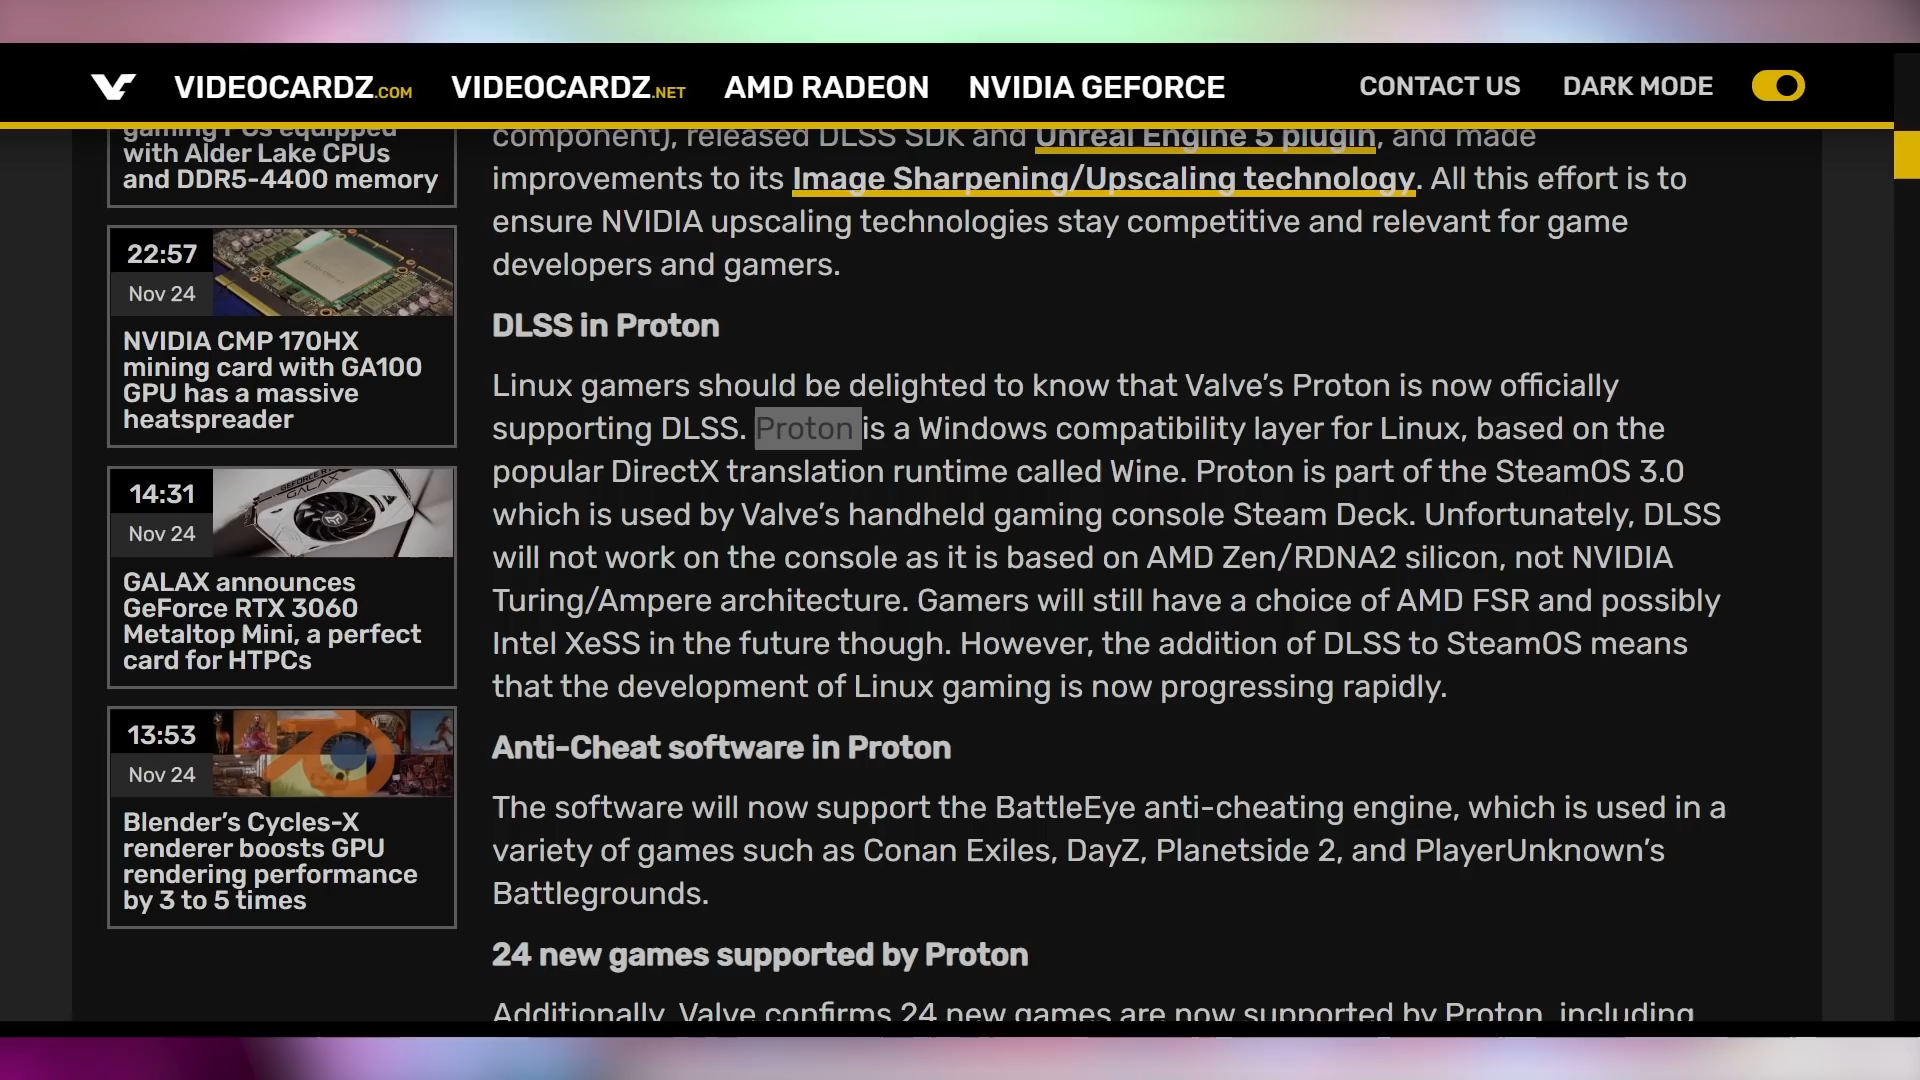 VIDEOCARDZ.COM VIDEOCARDZ.NET AMD RADEON NVIDIA GEFORCE CONTACT US DARK MODE
gaming PCs equipped
with Alder Lake CPUs
and DDR5-4400 memory
22:57
Nov 24
NVIDIA CMP 170HX
mining card with GA100
GPU has a massive
heatspreader
14:31
Nov 24
GEFORCE RTX
GALAX
GALAX announces
GeForce RTX 3060
Metaltop Mini, a perfect
card for HTPCs
13:53
Nov 24
Blender’s Cycles-X
renderer boosts GPU
rendering performance
by 3 to 5 times
component), released DLSS SDK and Unreal Engine 5 plugin, and made
improvements to its Image Sharpening/Upscaling technology. All this effort is to
ensure NVIDIA upscaling technologies stay competitive and relevant for game
developers and gamers.
DLSS in Proton
Linux gamers should be delighted to know that Valve’s Proton is now officially
supporting DLSS. Proton is a Windows compatibility layer for Linux, based on the
popular DirectX translation runtime called Wine. Proton is part of the SteamOS 3.0
which is used by Valve’s handheld gaming console Steam Deck. Unfortunately, DLSS
will not work on the console as it is based on AMD Zen/RDNA2 silicon, not NVIDIA
Turing/Ampere architecture. Gamers will still have a choice of AMD FSR and possibly
Intel XeSS in the future though. However, the addition of DLSS to SteamOS means
that the development of Linux gaming is now progressing rapidly.
Anti-Cheat software in Proton
The software will now support the BattleEye anti-cheating engine, which is used in a
variety of games such as Conan Exiles, DayZ, Planetside 2, and PlayerUnknown’s
Battlegrounds.
24 new games supported by Proton
Additionally, Valve confirms 24 new games are now supported by Proton, including